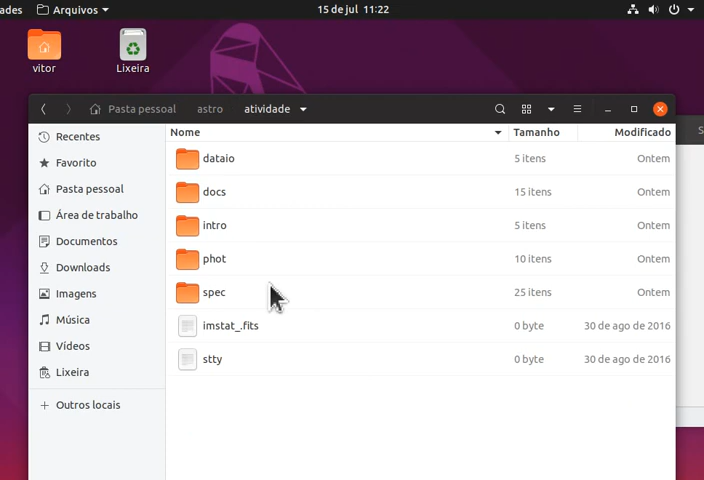 ades Arquivos 15 de jul 11:22
vitor Lixeira
Pasta pessoal astro atividade
Nome Tamanho Modificado
Recentes
Favorito
Pasta pessoal
Área de trabalho
Documentos
Downloads
Imagens
Música
Vídeos
Lixeira
Outros locais
dataio 5 itens Ontem
docs 15 itens Ontem
intro 5 itens Ontem
phot 10 itens Ontem
spec 25 itens Ontem
imstat_.fits 0 byte 30 de ago de 2016
stty 0 byte 30 de ago de 2016
S